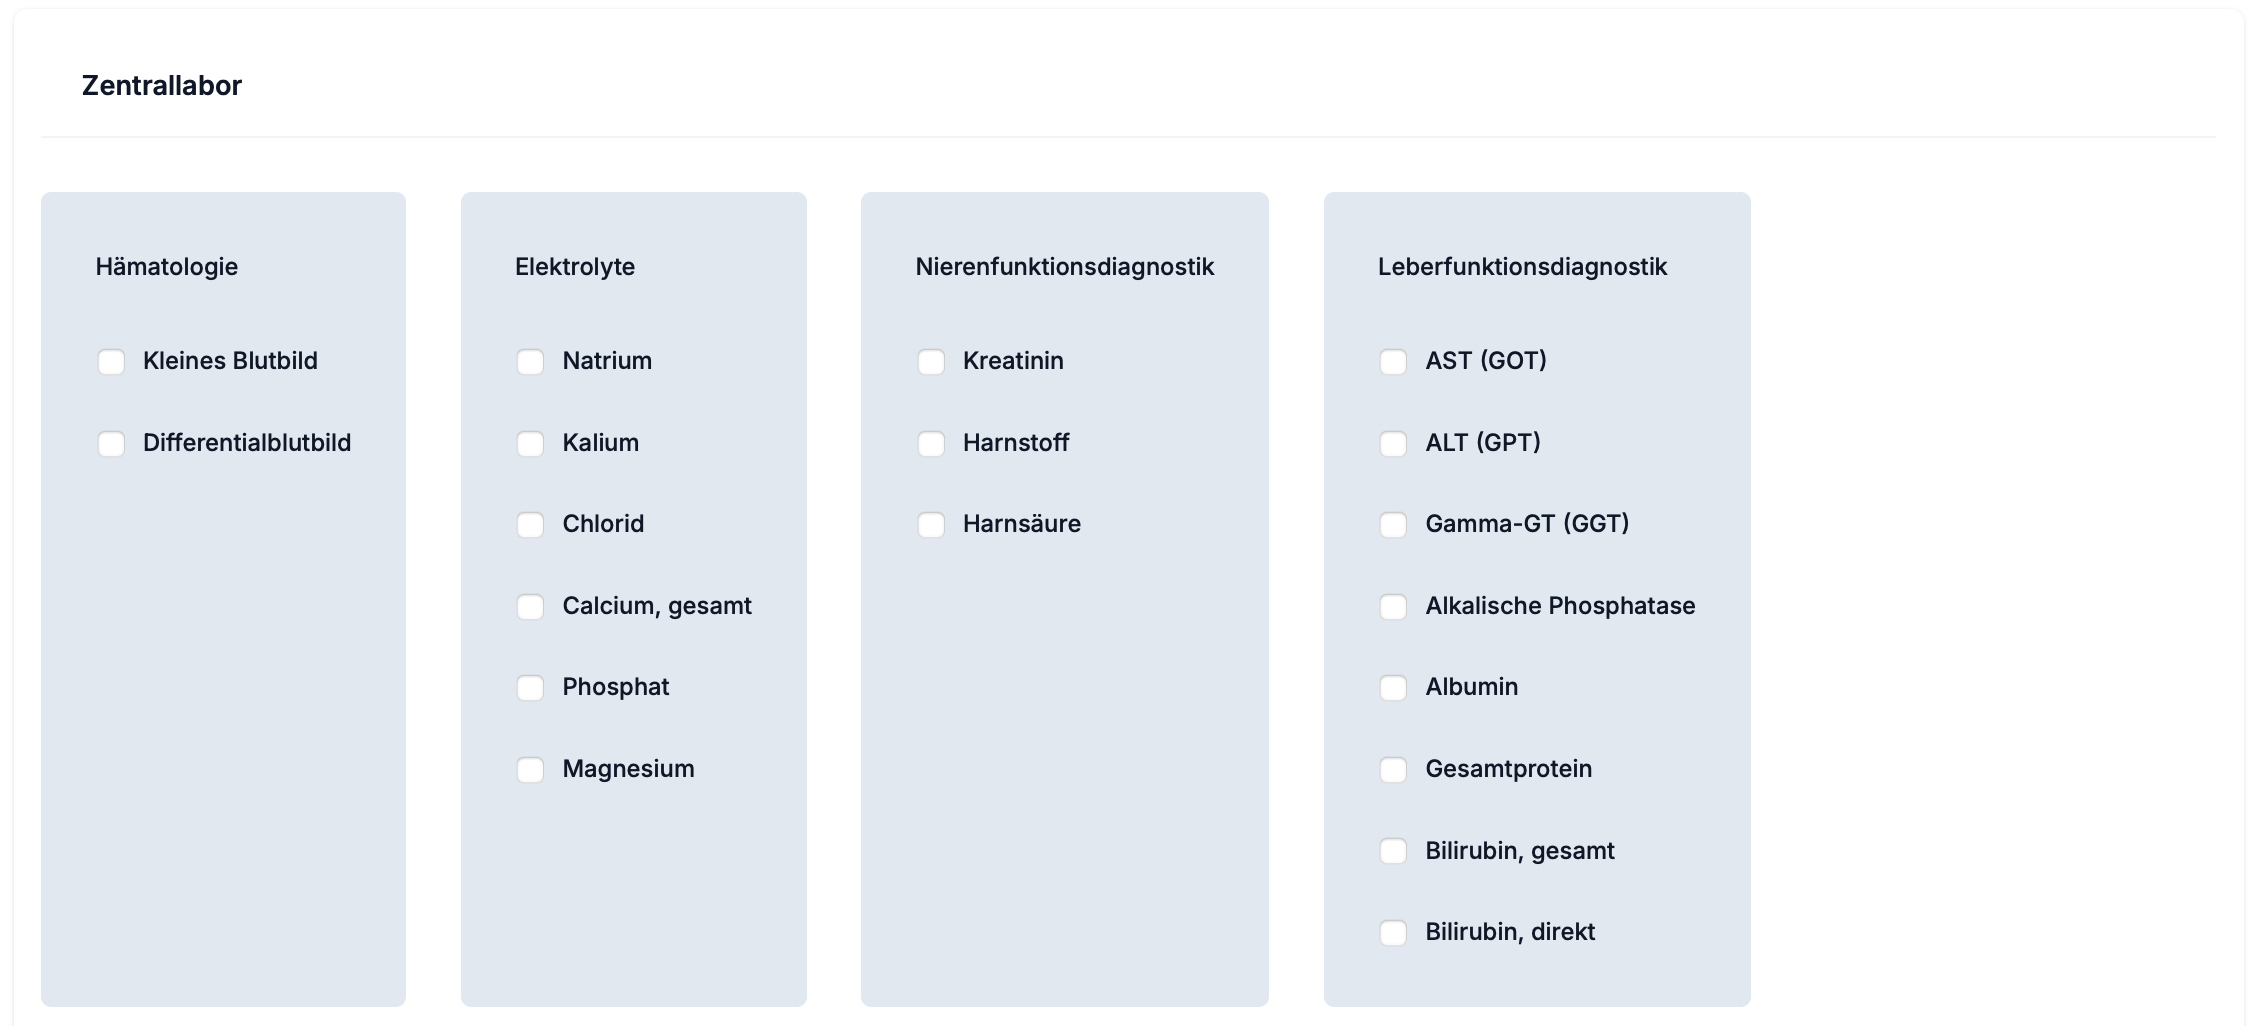 Zentrallabor
Hämatologie
Kleines Blutbild
Differentialblutbild
Elektrolyte
Natrium
Kalium
Chlorid
Calcium, gesamt
Phosphat
Magnesium
Nierenfunktionsdiagnostik
Kreatinin
Harnstoff
Harnsäure
Leberfunktionsdiagnostik
AST (GOT)
ALT (GPT)
Gamma-GT (GGT)
Alkalische Phosphatase
Albumin
Gesamtprotein
Bilirubin, gesamt
Bilirubin, direkt